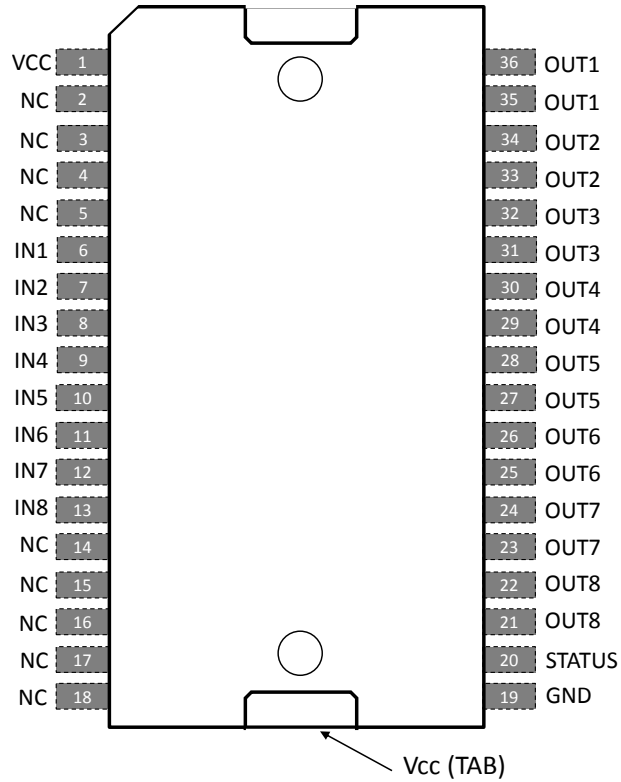 VCC 1 36 OUT1
NC 2 35 OUT1
NC 3 34 OUT2
NC 4 33 OUT2
NC 5 32 OUT3
IN1 6 31 OUT3
IN2 7 30 OUT4
IN3 8 29 OUT4
IN4 9 28 OUT5
IN5 10 27 OUT5
IN6 11 26 OUT6
IN7 12 25 OUT6
IN8 13 24 OUT7
NC 14 23 OUT7
NC 15 22 OUT8
NC 16 21 OUT8
NC 17 20 STATUS
NC 18 19 GND
Vcc (TAB)